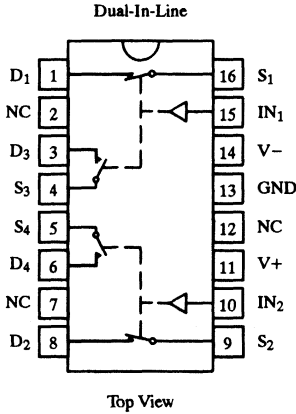 Dual-In-Line
D1 1 16 S1
NC 2 15 IN1
D3 3 14 V−
S3 4 13 GND
S4 5 12 NC
D4 6 11 V+
NC 7 10 IN2
D2 8 9 S2
Top View